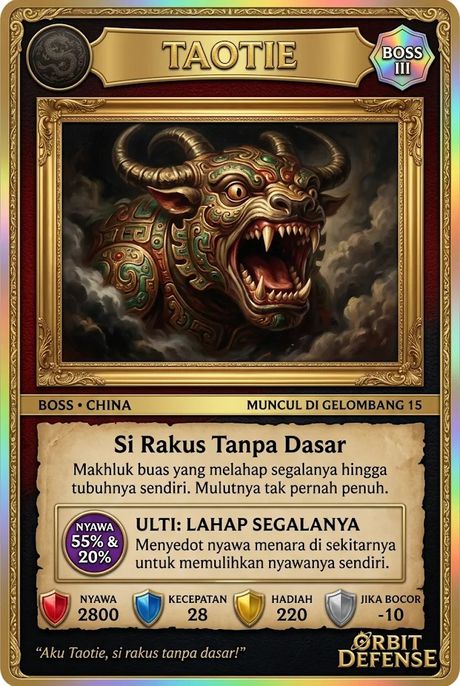 TAOTIE
BOSS
III
BOSS • CHINA
MUNCUL DI GELOMBANG 15
Si Rakus Tanpa Dasar
Makhluk buas yang melahap segalanya hingga
tubuhnya sendiri. Mulutnya tak pernah penuh.
NYAWA
55% &
20%
ULTI: LAHAP SEGALANYA
Menyedot nyawa menara di sekitarnya
untuk memulihkan nyawanya sendiri.
NYAWA
2800
KECEPATAN
28
HADIAH
220
JIKA BOCOR
-10
"Aku Taotie, si rakus tanpa dasar!"
ORBIT
DEFENSE